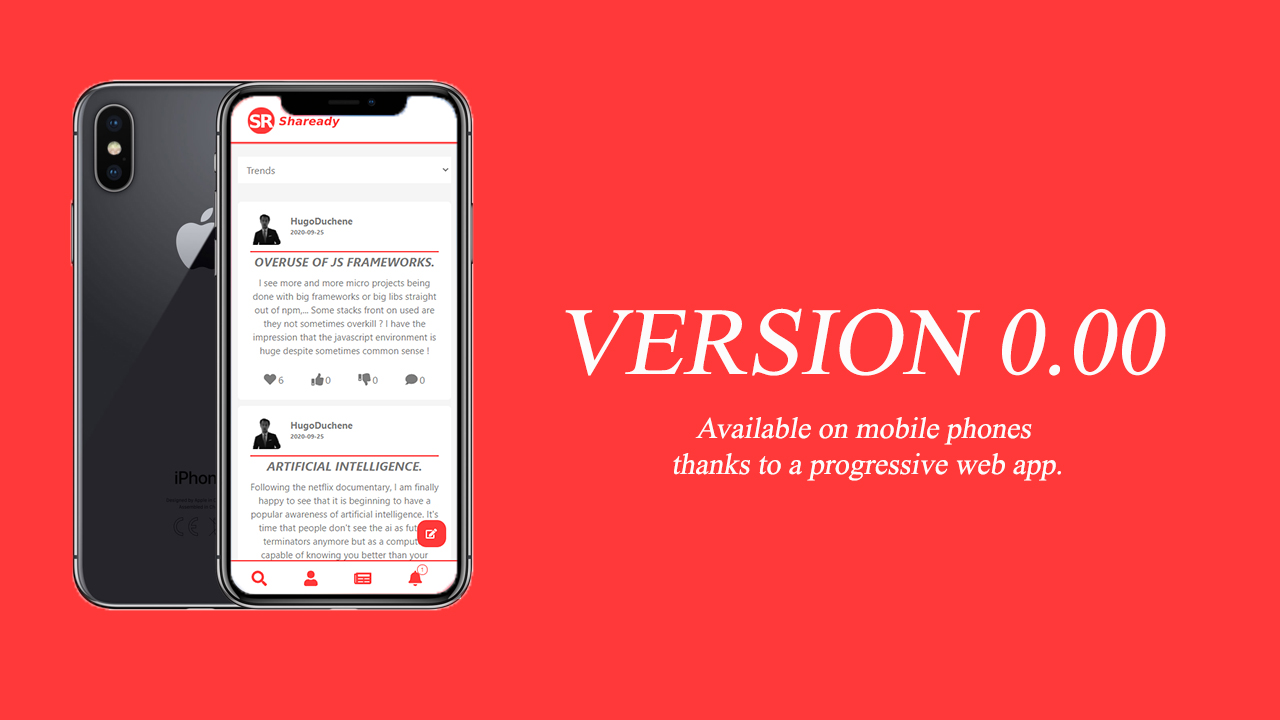 SR Shaready
Trends
HugoDuchene
2020-09-25
OVERUSE OF JS FRAMEWORKS.
I see more and more micro projects being
done with big frameworks or big libs straight
out of npm,... Some stacks front on used are
they not sometimes overkill ? I have the
impression that the javascript environment is
huge despite sometimes common sense !
6 0 0 0
HugoDuchene
2020-09-25
ARTIFICIAL INTELLIGENCE.
Following the netflix documentary, I am finally
happy to see that it is beginning to have a
popular awareness of artificial intelligence. It's
time that people don't see the ai as fut
terminators anymore but as a comput
capable of knowing you better than your
1
iPhon
VERSION 0.00
Available on mobile phones
thanks to a progressive web app.